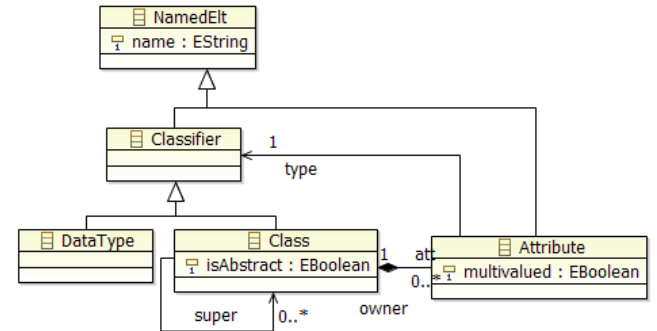 NamedElt
name : EString
Classifier
1
type
DataType
Class
isAbstract : EBoolean
1
att
0..*
owner
Attribute
multivalued : EBoolean
super
0..*